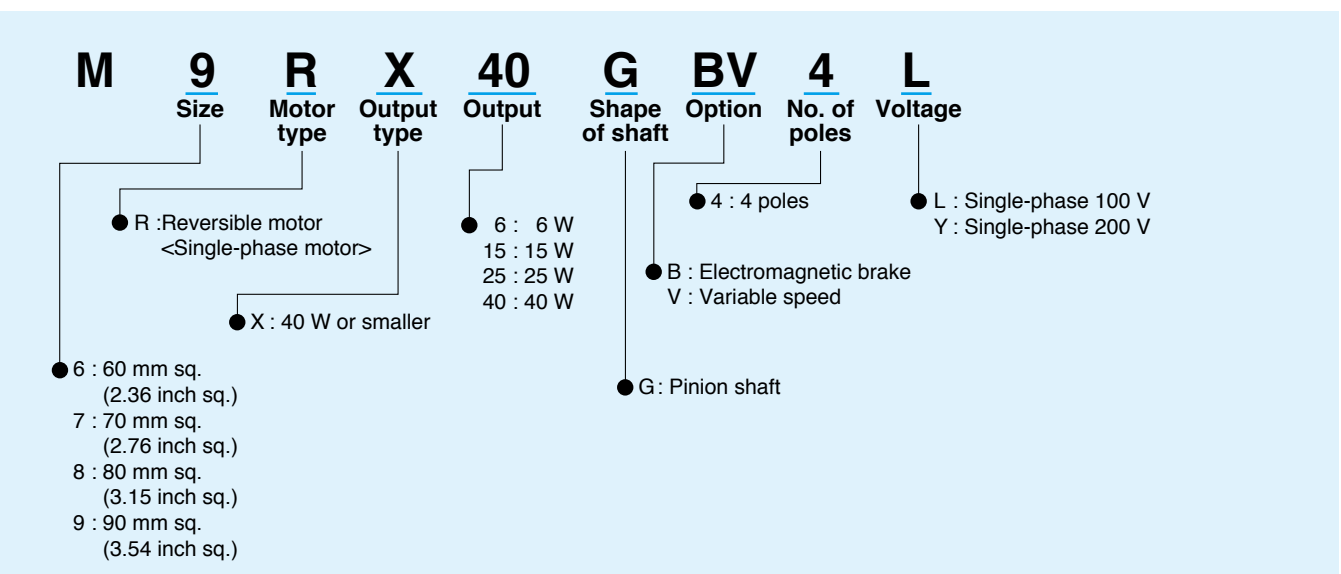 M 9 R X 40 G BV 4 L
Size Motor type Output type Output Shape of shaft Option No. of poles Voltage
R :Reversible motor
<Single-phase motor>
X : 40 W or smaller
6 : 60 mm sq.
(2.36 inch sq.)
7 : 70 mm sq.
(2.76 inch sq.)
8 : 80 mm sq.
(3.15 inch sq.)
9 : 90 mm sq.
(3.54 inch sq.)
6 : 6 W
15 : 15 W
25 : 25 W
40 : 40 W
G : Pinion shaft
B : Electromagnetic brake
V : Variable speed
4 : 4 poles
L : Single-phase 100 V
Y : Single-phase 200 V